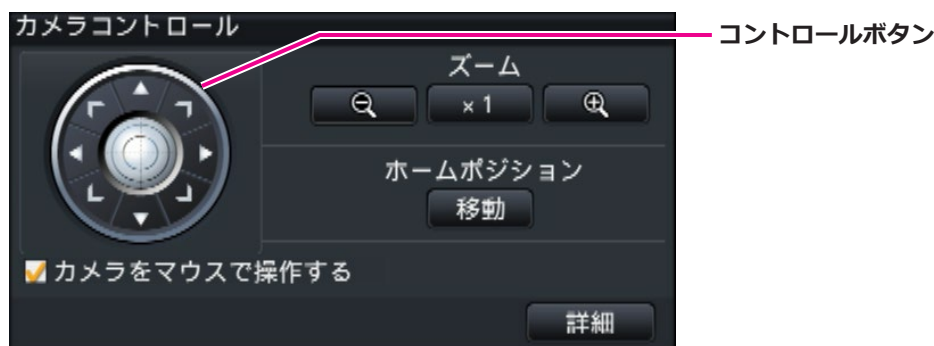 カメラコントロール
コントロールボタン
ズーム
×1
ホームポジション
移動
カメラをマウスで操作する
詳細